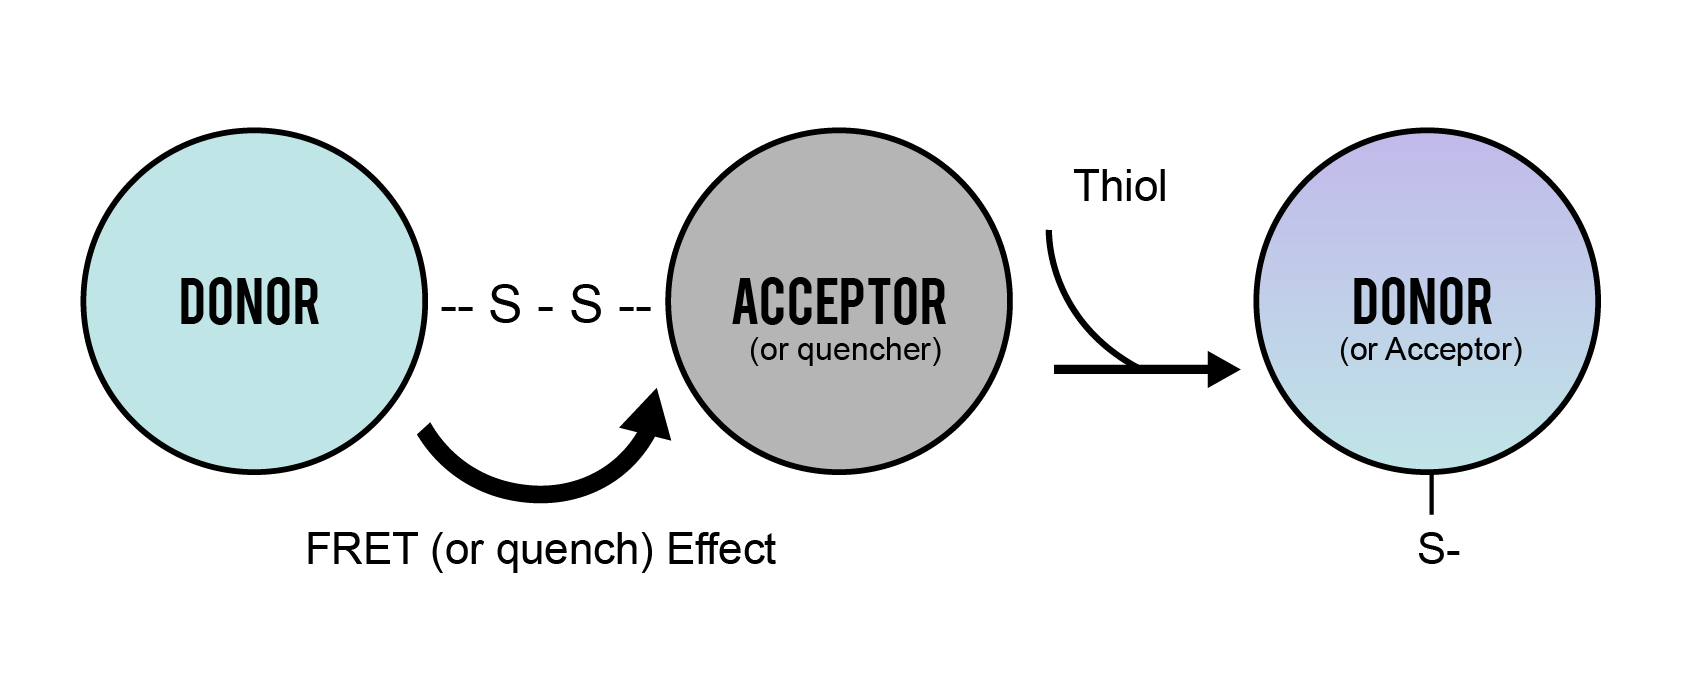 DONOR
-- S - S --
ACCEPTOR
(or quencher)
FRET (or quench) Effect
Thiol
DONOR
(or Acceptor)
S-